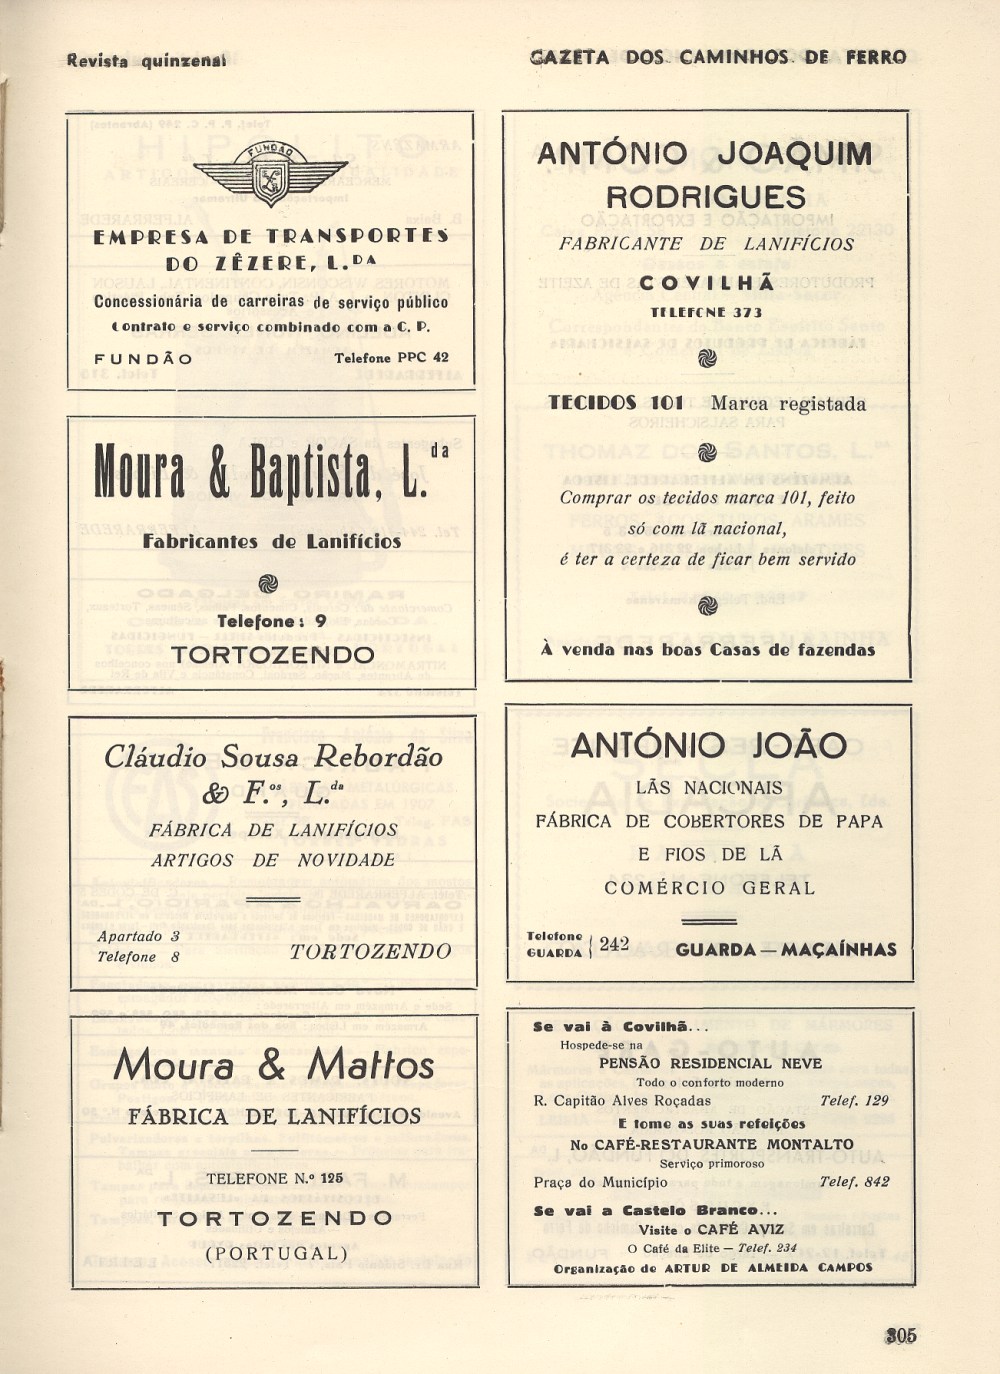 Revista quinzenal
GAZETA DOS CAMINHOS DE FERRO
FUNDÃO
EMPRESA DE TRANSPORTES
DO ZÊZERE, L.DA
Concessionária de carreiras de serviço público
Contrato e serviço combinado com a C. P.
FUNDÃO Telefone PPC 42
Moura & Baptista, L.da
Fabricantes de Lanifícios
Telefone: 9
TORTOZENDO
Cláudio Sousa Rebordão
& F.os, L.da
FÁBRICA DE LANIFÍCIOS
ARTIGOS DE NOVIDADE
Apartado 3
Telefone 8
TORTOZENDO
Moura & Mattos
FÁBRICA DE LANIFÍCIOS
TELEFONE N.º 125
TORTOZENDO
(PORTUGAL)
ANTÓNIO JOAQUIM
RODRIGUES
FABRICANTE DE LANIFÍCIOS
COVILHÃ
TELEFONE 373
TECIDOS 101 Marca registada
Comprar os tecidos marca 101, feito
só com lã nacional,
é ter a certeza de ficar bem servido
À venda nas boas Casas de fazendas
ANTÓNIO JOÃO
LÃS NACIONAIS
FÁBRICA DE COBERTORES DE PAPA
E FIOS DE LÃ
COMÉRCIO GERAL
Telefone
GUARDA } 242
GUARDA — MAÇAÍNHAS
Se vai à Covilhã...
Hospede-se na
PENSÃO RESIDENCIAL NEVE
Todo o conforto moderno
R. Capitão Alves Roçadas Telef. 129
E tome as suas refeições
No CAFÉ-RESTAURANTE MONTALTO
Serviço primoroso
Praça do Município Telef. 842
Se vai a Castelo Branco...
Visite o CAFÉ AVIZ
O Café da Elite — Telef. 234
Organização de ARTUR DE ALMEIDA CAMPOS
305